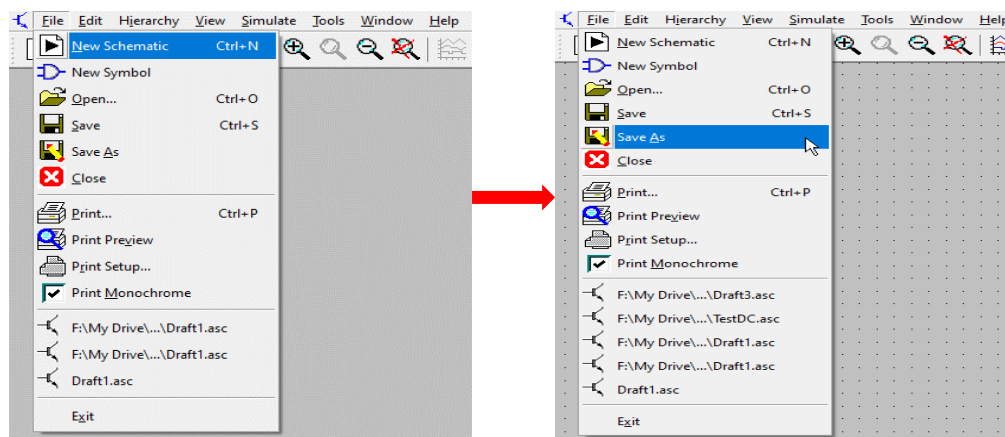 File Edit Hierarchy View Simulate Tools Window Help
New Schematic Ctrl+N
New Symbol
Open... Ctrl+O
Save Ctrl+S
Save As
Close
Print... Ctrl+P
Print Preview
Print Setup...
Print Monochrome
F:\My Drive\...\Draft1.asc
F:\My Drive\...\Draft1.asc
Draft1.asc
Exit
File Edit Hierarchy View Simulate Tools Window Help
New Schematic Ctrl+N
New Symbol
Open... Ctrl+O
Save Ctrl+S
Save As
Close
Print... Ctrl+P
Print Preview
Print Setup...
Print Monochrome
F:\My Drive\...\Draft3.asc
F:\My Drive\...\TestDC.asc
F:\My Drive\...\Draft1.asc
F:\My Drive\...\Draft1.asc
Draft1.asc
Exit